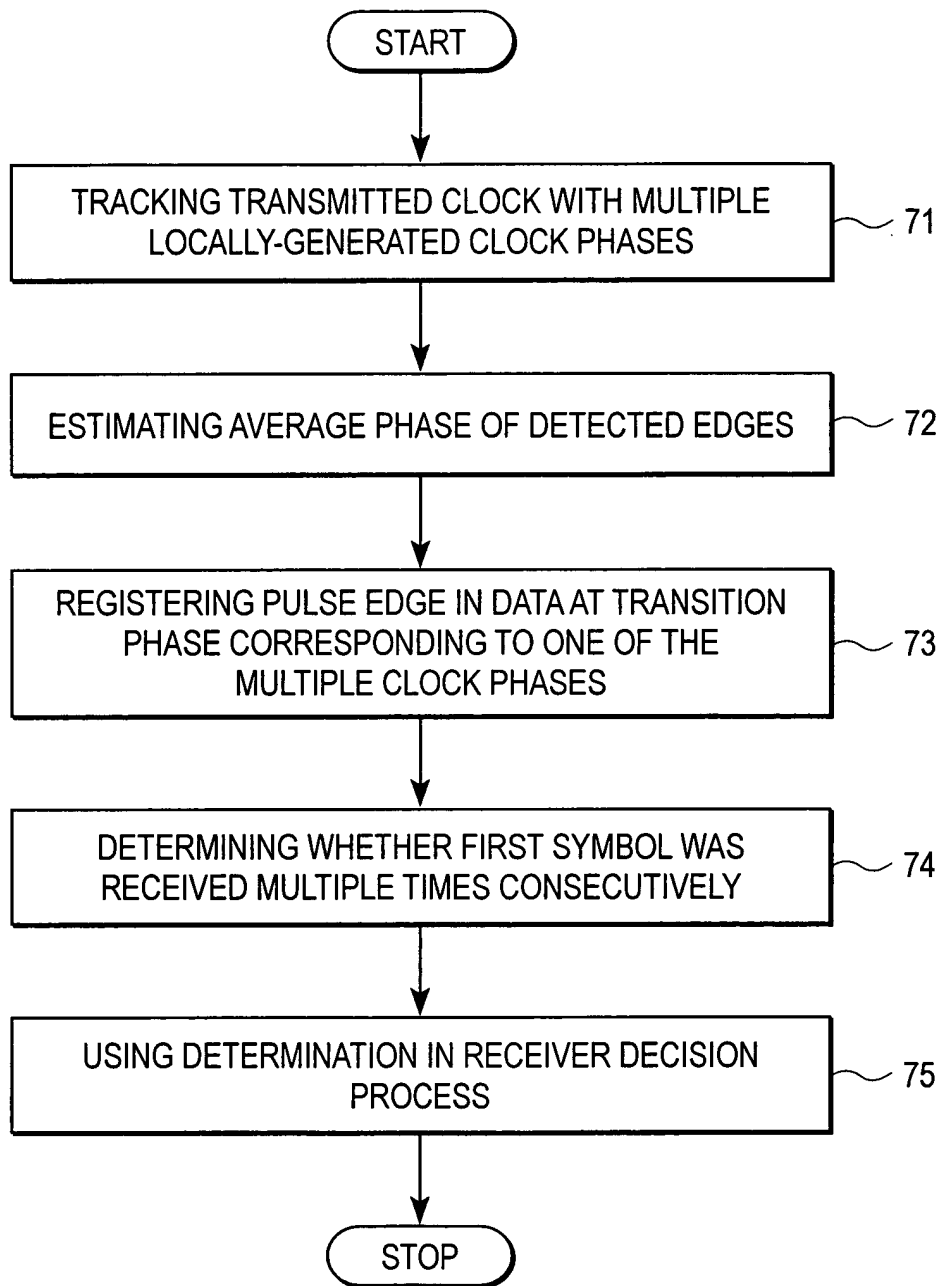 START
TRACKING TRANSMITTED CLOCK WITH MULTIPLE
LOCALLY-GENERATED CLOCK PHASES
71
ESTIMATING AVERAGE PHASE OF DETECTED EDGES
72
REGISTERING PULSE EDGE IN DATA AT TRANSITION
PHASE CORRESPONDING TO ONE OF THE
MULTIPLE CLOCK PHASES
73
DETERMINING WHETHER FIRST SYMBOL WAS
RECEIVED MULTIPLE TIMES CONSECUTIVELY
74
USING DETERMINATION IN RECEIVER DECISION
PROCESS
75
STOP